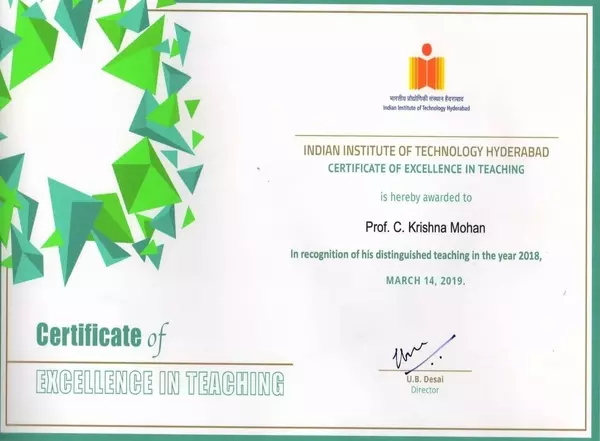 भारतीय प्रौद्योगिकी संस्थान हैदराबाद
Indian Institute of Technology Hyderabad
INDIAN INSTITUTE OF TECHNOLOGY HYDERABAD
CERTIFICATE OF EXCELLENCE IN TEACHING
is hereby awarded to
Prof. C. Krishna Mohan
In recognition of his distinguished teaching in the year 2018,
MARCH 14, 2019.
Certificate of
EXCELLENCE IN TEACHING
U.B. Desai
Director